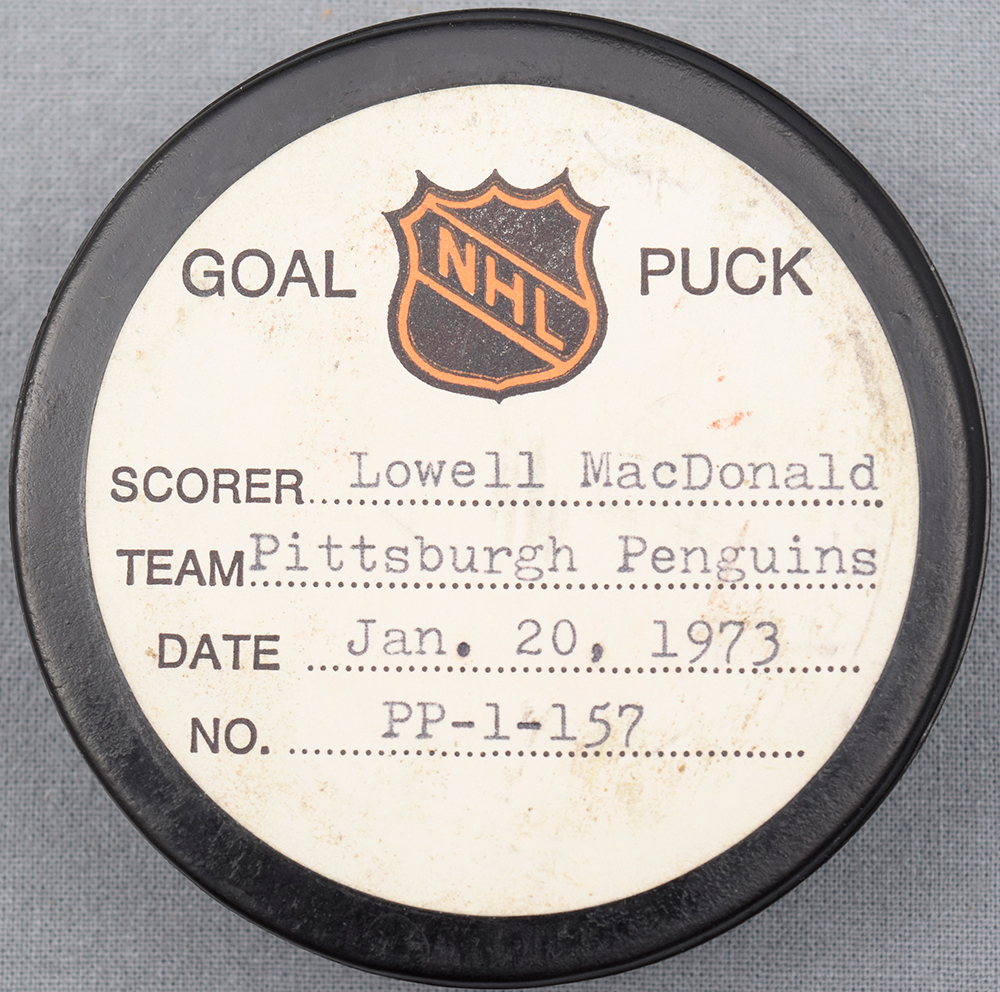 GOAL NHL PUCK
SCORER....Lowell MacDonald
TEAM Pittsburgh Penguins
DATE Jan. 20, 1973
NO. PP-1-157